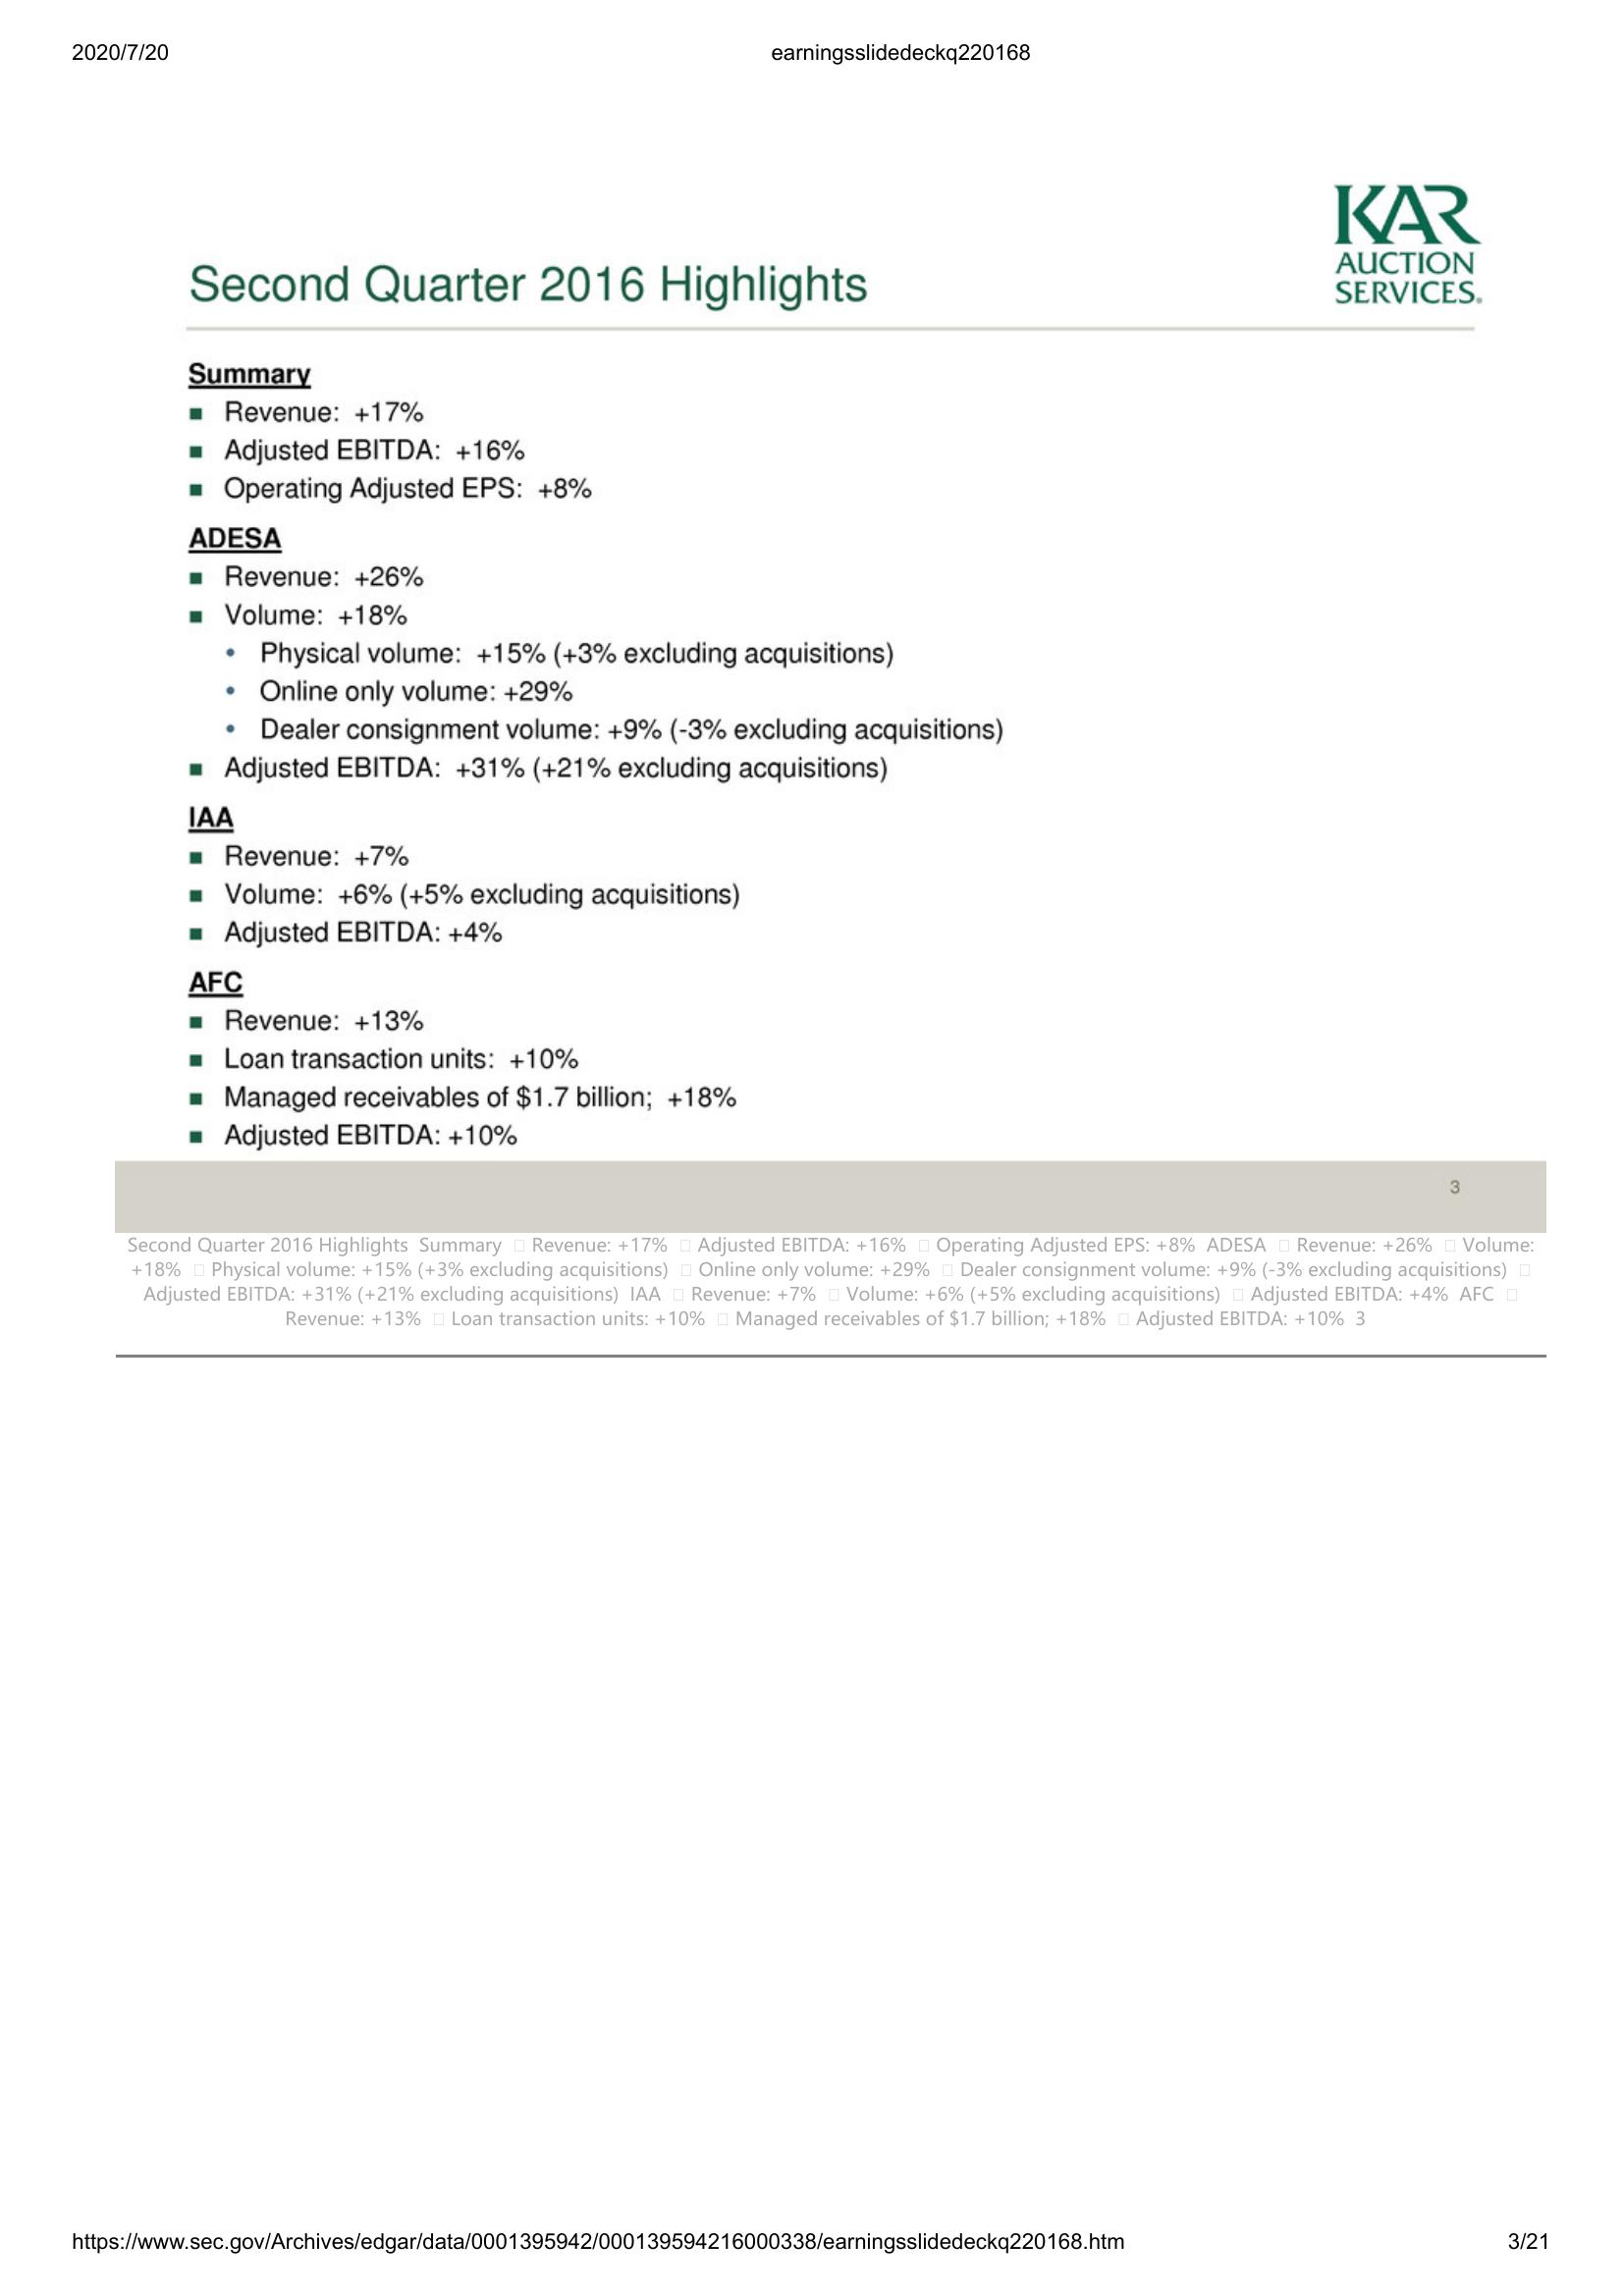 2020/7/20 earningsslidedeckq220168
KAR
AUCTION
SERVICES®
Second Quarter 2016 Highlights
Summary
■ Revenue: +17%
■ Adjusted EBITDA: +16%
■ Operating Adjusted EPS: +8%
ADESA
■ Revenue: +26%
■ Volume: +18%
• Physical volume: +15% (+3% excluding acquisitions)
• Online only volume: +29%
• Dealer consignment volume: +9% (-3% excluding acquisitions)
■ Adjusted EBITDA: +31% (+21% excluding acquisitions)
IAA
■ Revenue: +7%
■ Volume: +6% (+5% excluding acquisitions)
■ Adjusted EBITDA: +4%
AFC
■ Revenue: +13%
■ Loan transaction units: +10%
■ Managed receivables of $1.7 billion; +18%
■ Adjusted EBITDA: +10%
3
Second Quarter 2016 Highlights Summary □ Revenue: +17% □ Adjusted EBITDA: +16% □ Operating Adjusted EPS: +8% ADESA □ Revenue: +26% □ Volume:
+18% □ Physical volume: +15% (+3% excluding acquisitions) □ Online only volume: +29% □ Dealer consignment volume: +9% (-3% excluding acquisitions) □
Adjusted EBITDA: +31% (+21% excluding acquisitions) IAA □ Revenue: +7% □ Volume: +6% (+5% excluding acquisitions) □ Adjusted EBITDA: +4% AFC □
Revenue: +13% □ Loan transaction units: +10% □ Managed receivables of $1.7 billion; +18% □ Adjusted EBITDA: +10% 3
https://www.sec.gov/Archives/edgar/data/0001395942/000139594216000338/earningsslidedeckq220168.htm 3/21